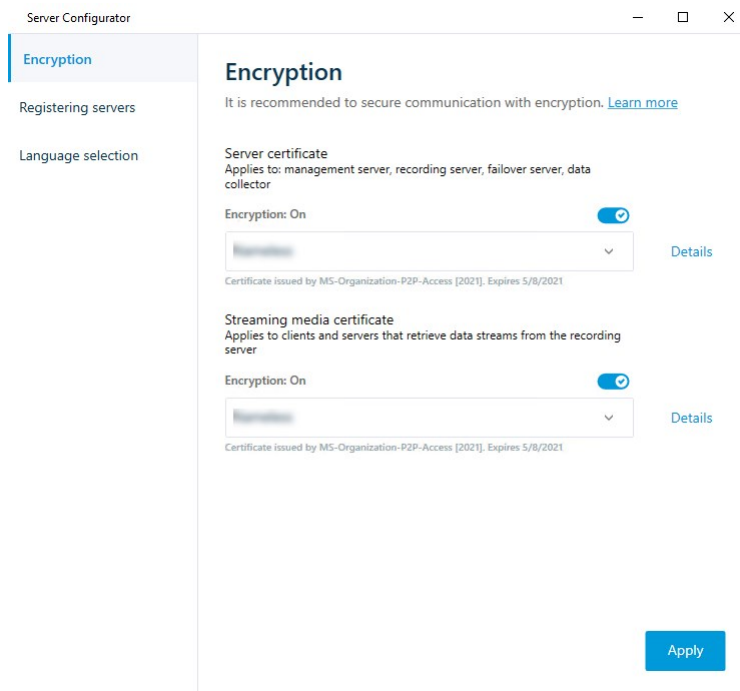 Server Configurator
Encryption
Registering servers
Language selection
Encryption
It is recommended to secure communication with encryption. Learn more
Server certificate
Applies to: management server, recording server, failover server, data
collector
Encryption: On
Details
Certificate issued by MS-Organization-P2P-Access [2021]. Expires 5/8/2021
Streaming media certificate
Applies to clients and servers that retrieve data streams from the recording
server
Encryption: On
Details
Certificate issued by MS-Organization-P2P-Access [2021]. Expires 5/8/2021
Apply